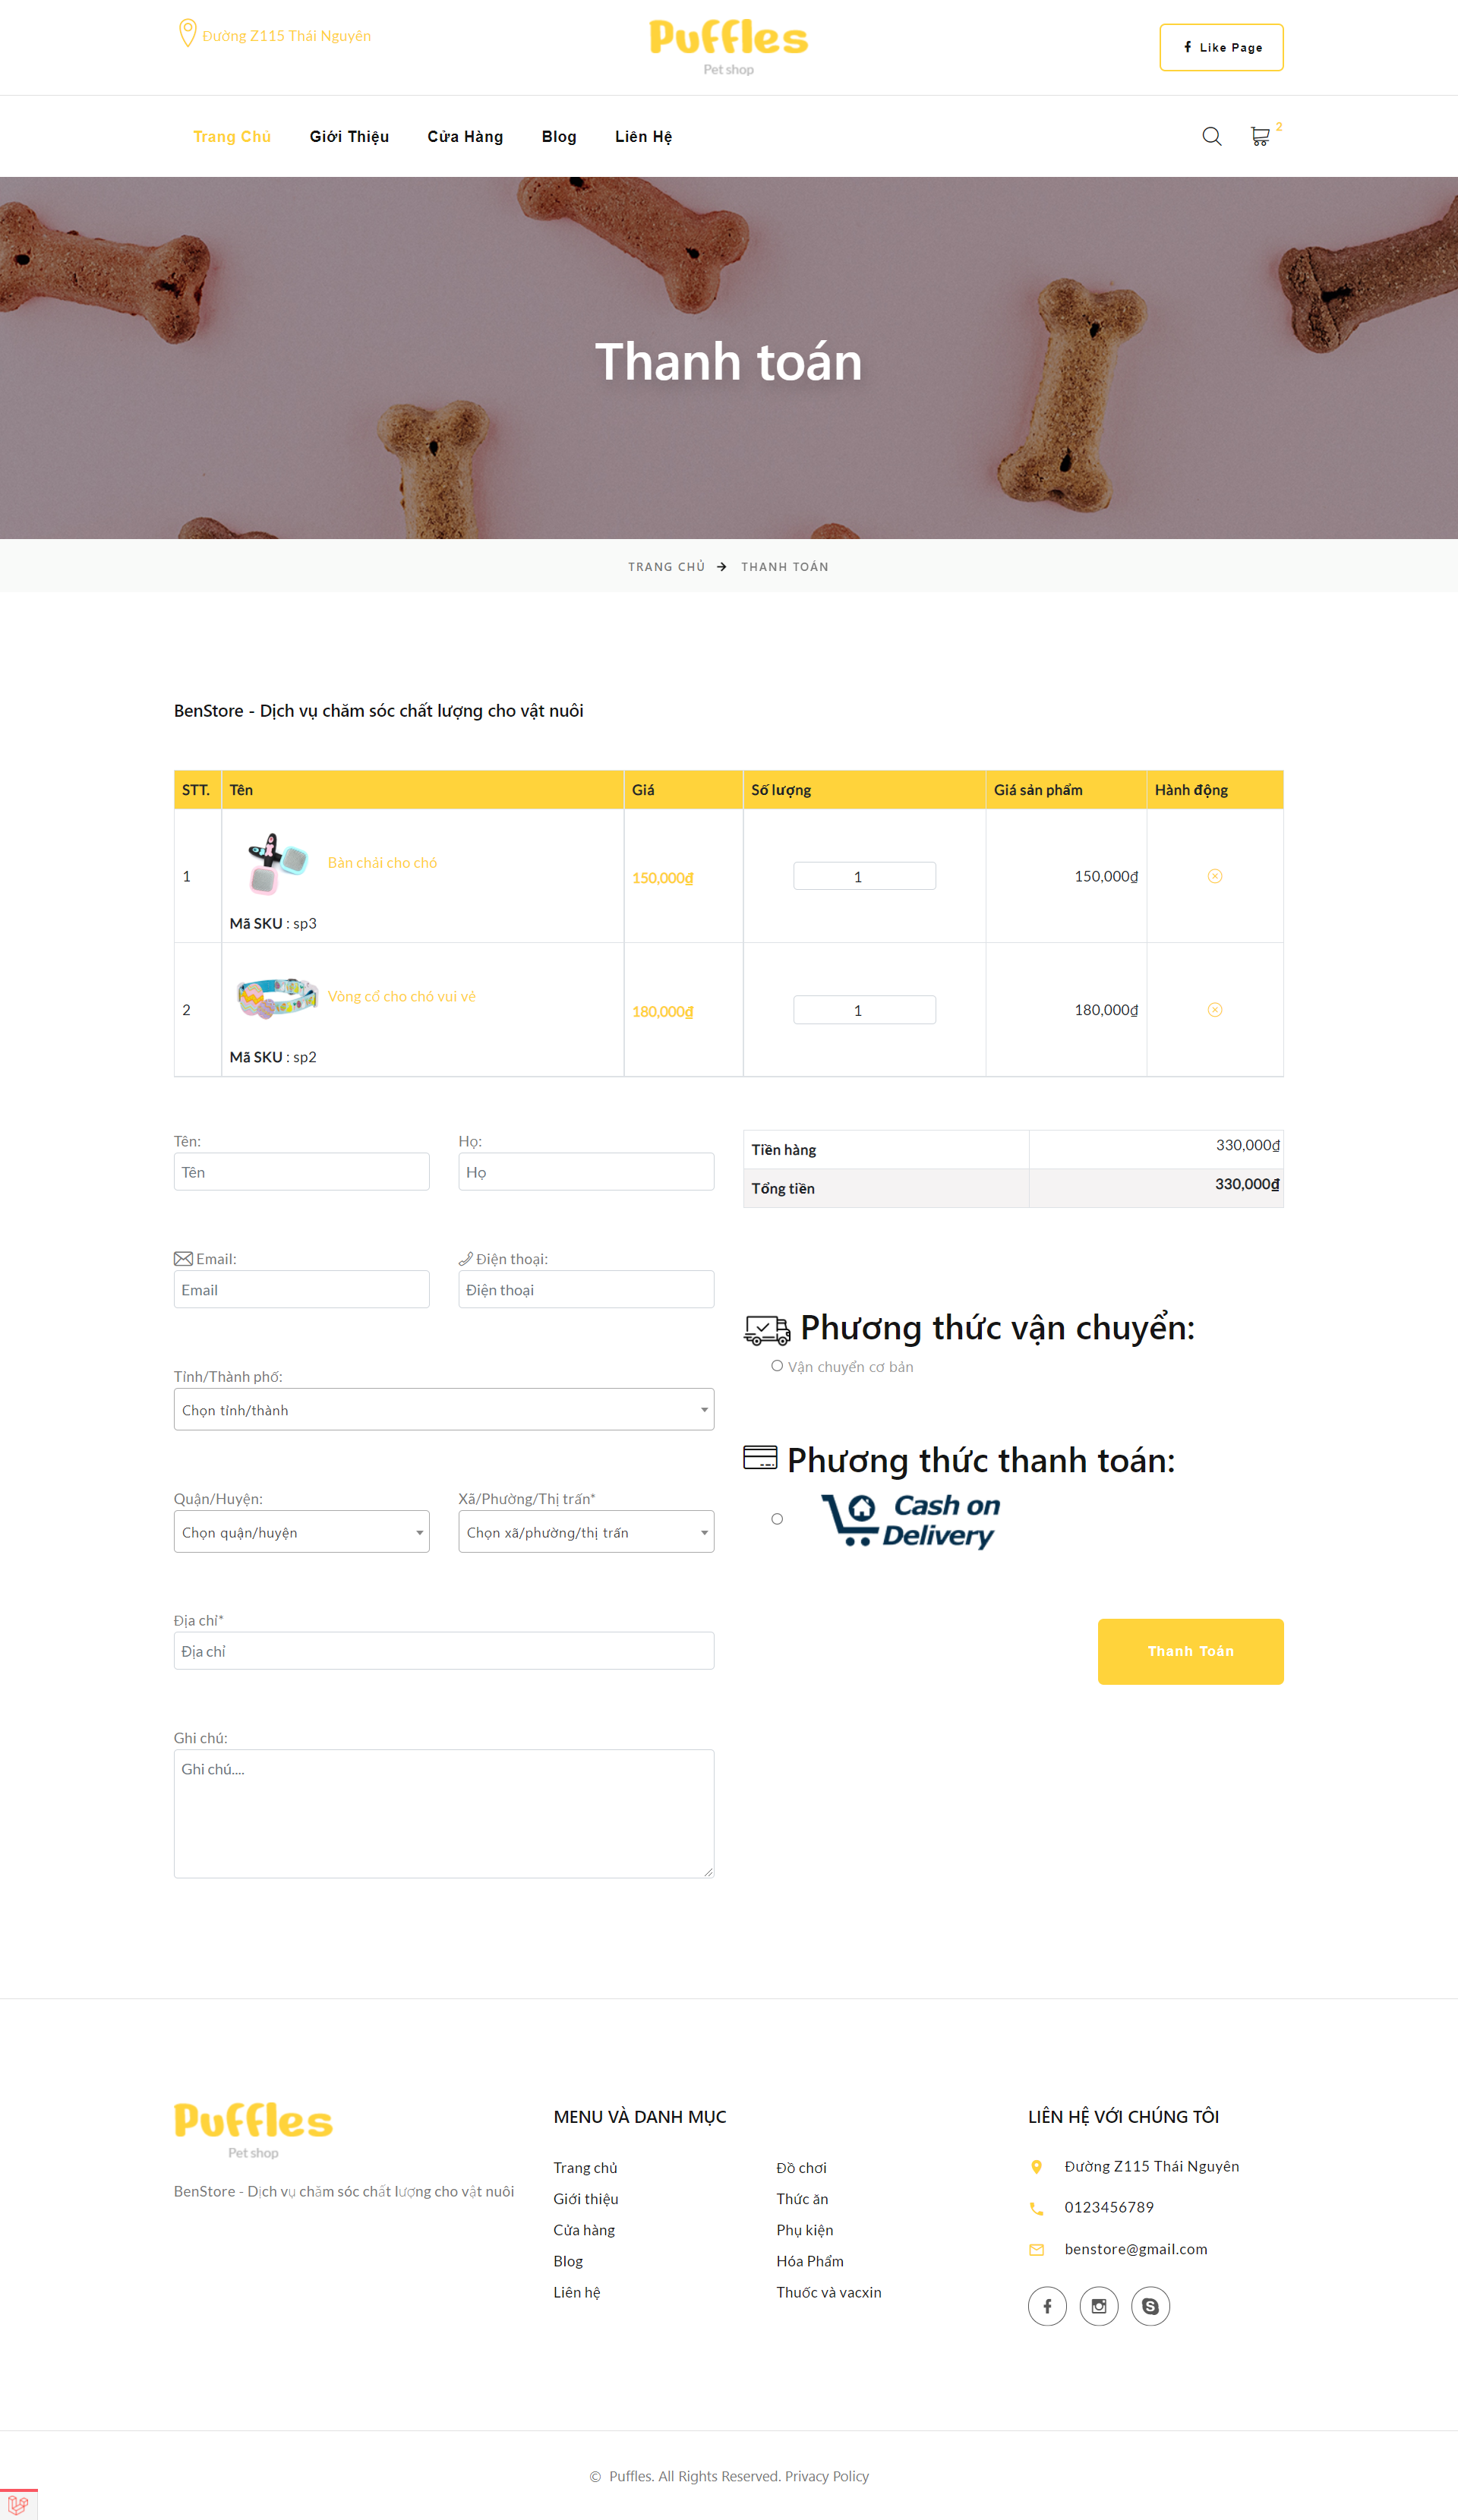 Đường Z115 Thái Nguyên
Puffles
Pet shop
Like Page
Trang Chủ
Giới Thiệu
Cửa Hàng
Blog
Liên Hệ
2
Thanh toán
TRANG CHỦ
THANH TOÁN
BenStore - Dịch vụ chăm sóc chất lượng cho vật nuôi
STT. Tên Giá Số lượng Giá sản phẩm Hành động
1
Bàn chải cho chó
Mã SKU : sp3
150,000₫
1
150,000₫
2
Vòng cổ cho chó vui vẻ
Mã SKU : sp2
180,000₫
1
180,000₫
Tên:
Tên
Họ:
Họ
Email:
Email
Điện thoại:
Điện thoại
Tỉnh/Thành phố:
Chọn tỉnh/thành
Quận/Huyện:
Chọn quận/huyện
Xã/Phường/Thị trấn*
Chọn xã/phường/thị trấn
Địa chỉ*
Địa chỉ
Ghi chú:
Ghi chú....
Tiền hàng 330,000₫
Tổng tiền 330,000₫
Phương thức vận chuyển:
Vận chuyển cơ bản
Phương thức thanh toán:
Cash on
Delivery
Thanh Toán
Puffles
Pet shop
BenStore - Dịch vụ chăm sóc chất lượng cho vật nuôi
MENU VÀ DANH MỤC
Trang chủ
Giới thiệu
Cửa hàng
Blog
Liên hệ
Đồ chơi
Thức ăn
Phụ kiện
Hóa Phẩm
Thuốc và vacxin
LIÊN HỆ VỚI CHÚNG TÔI
Đường Z115 Thái Nguyên
0123456789
benstore@gmail.com
© Puffles. All Rights Reserved. Privacy Policy